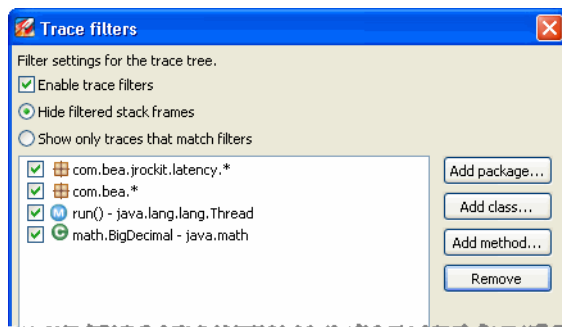 Trace filters
Filter settings for the trace tree.
Enable trace filters
Hide filtered stack frames
Show only traces that match filters
com.bea.jrockit.latency.* Add package...
com.bea.*
run() - java.lang.lang.Thread Add class...
math.BigDecimal - java.math Add method...
Remove